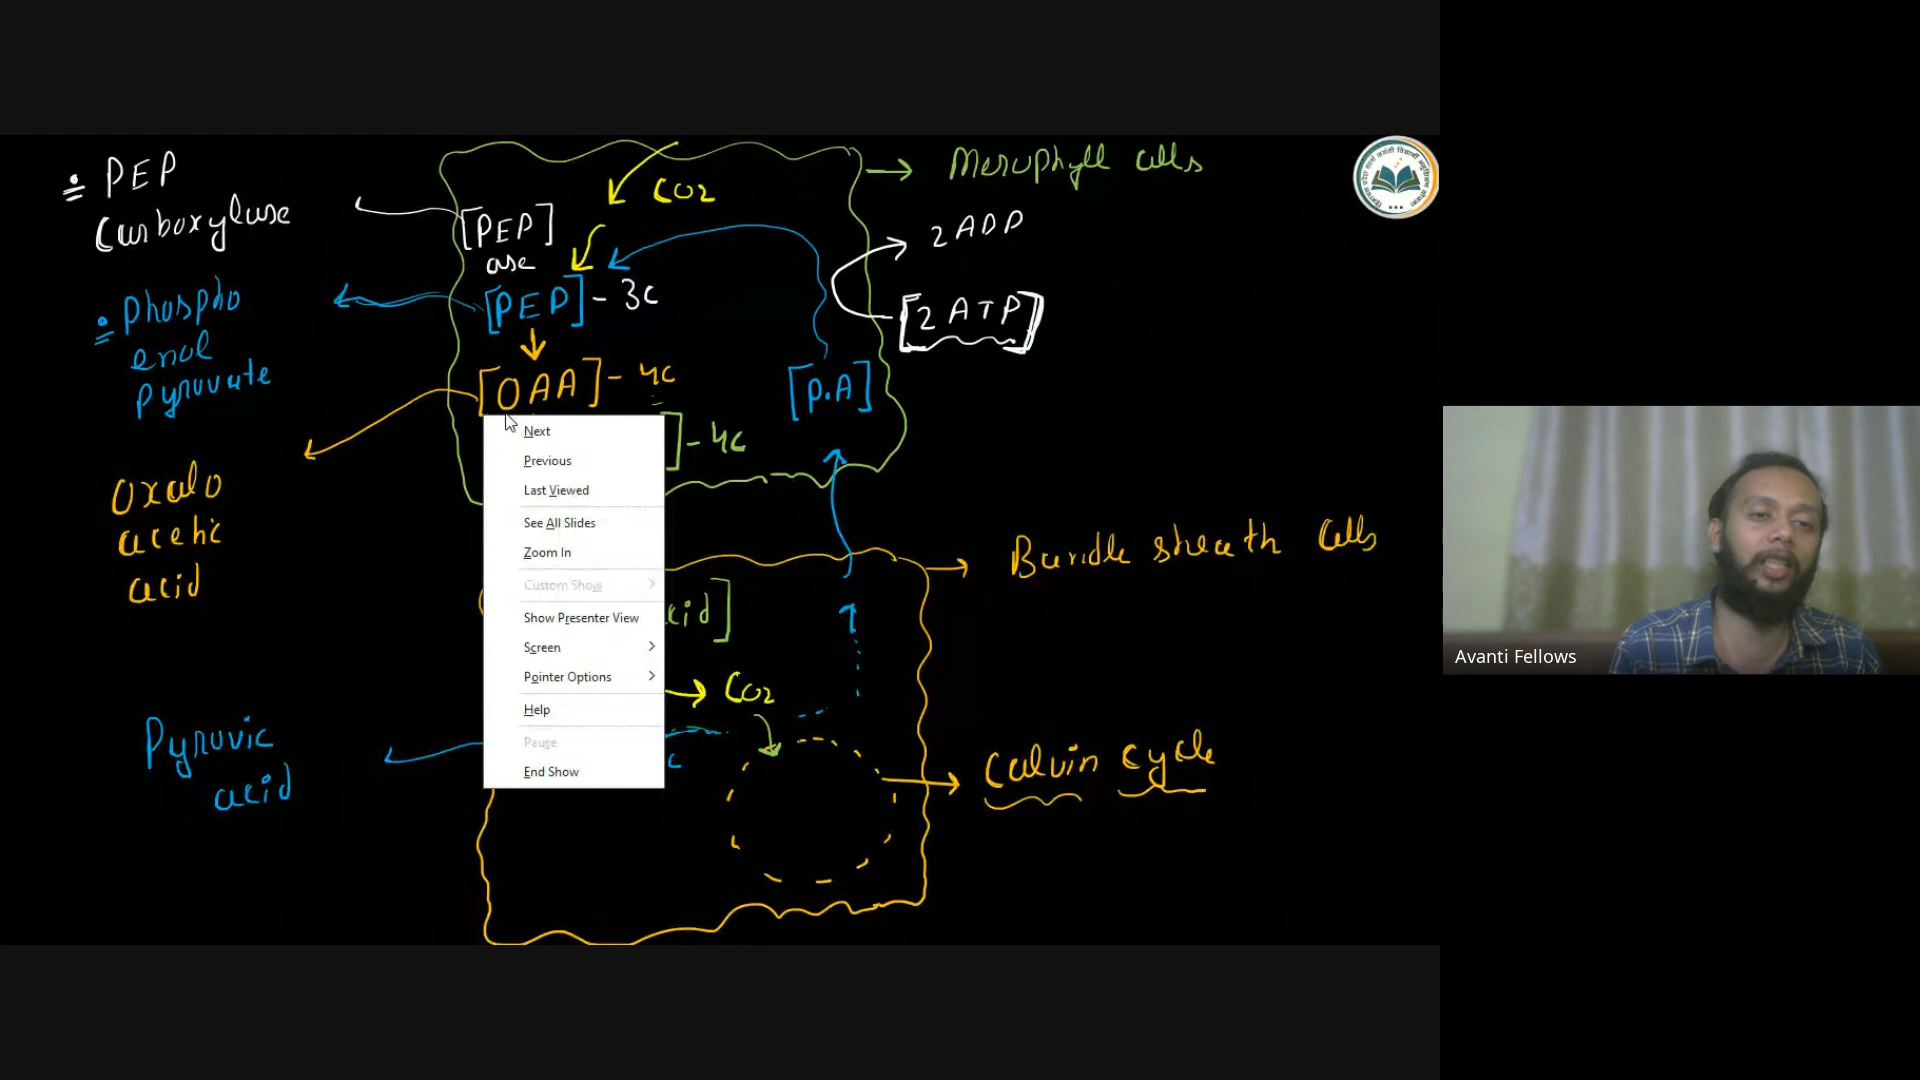 PEP
Carboxylase
[PEP]
ase
CO2
Mesophyll cells
2 ADP
[2 ATP]
Phospho
enol
pyruvate
[PEP] - 3C
[OAA] - 4C
[P.A]
] - 4C
Oxalo
acetic
acid
Next
Previous
Last Viewed
See All Slides
Zoom In
Custom Show
Show Presenter View
Screen
Pointer Options
Help
Pause
End Show
Bundle sheath Cells
cid]
CO2
Pyruvic
acid
c
Calvin cycle
Avanti Fellows